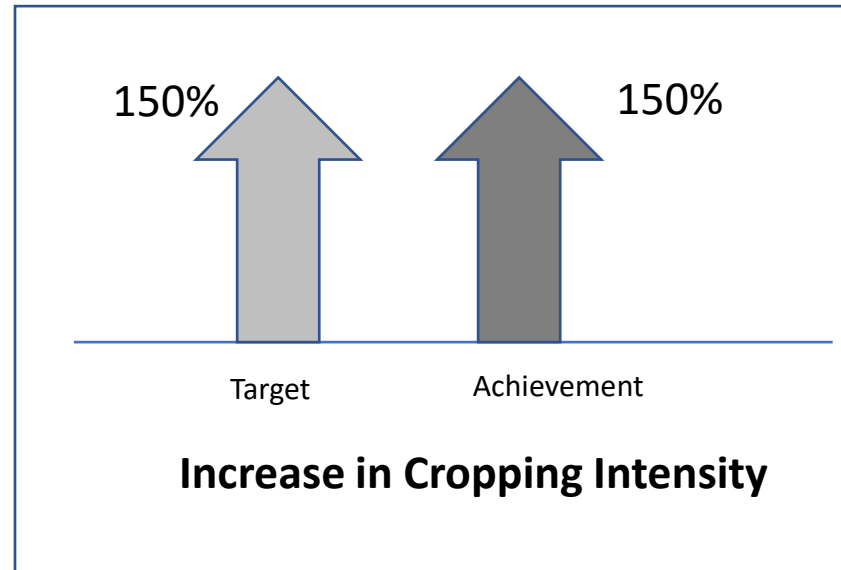 150%
150%
Target
Achievement
Increase in Cropping Intensity